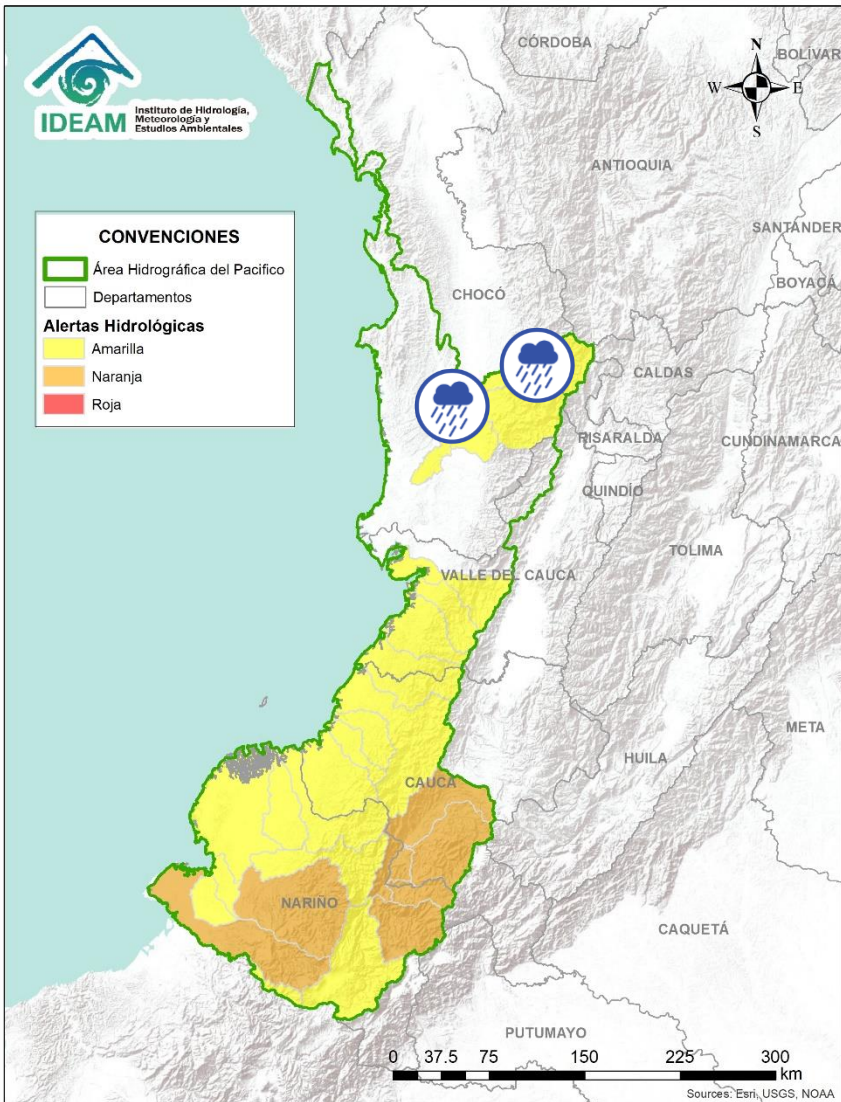 IDEAM
Instituto de Hidrología,
Meteorología y
Estudios Ambientales
CÓRDOBA
BOLÍVAR
N
W
E
S
ANTIOQUIA
SANTANDER
BOYACÁ
CONVENCIONES
Área Hidrográfica del Pacifico
Departamentos
Alertas Hidrológicas
Amarilla
Naranja
Roja
CHOCÓ
CALDAS
RISARALDA
CUNDINAMARCA
QUINDÍO
TOLIMA
VALLE DEL CAUCA
META
HUILA
CAUCA
NARIÑO
CAQUETÁ
PUTUMAYO
0 37.5 75 150 225 300
km
Sources: Esri, USGS, NOAA